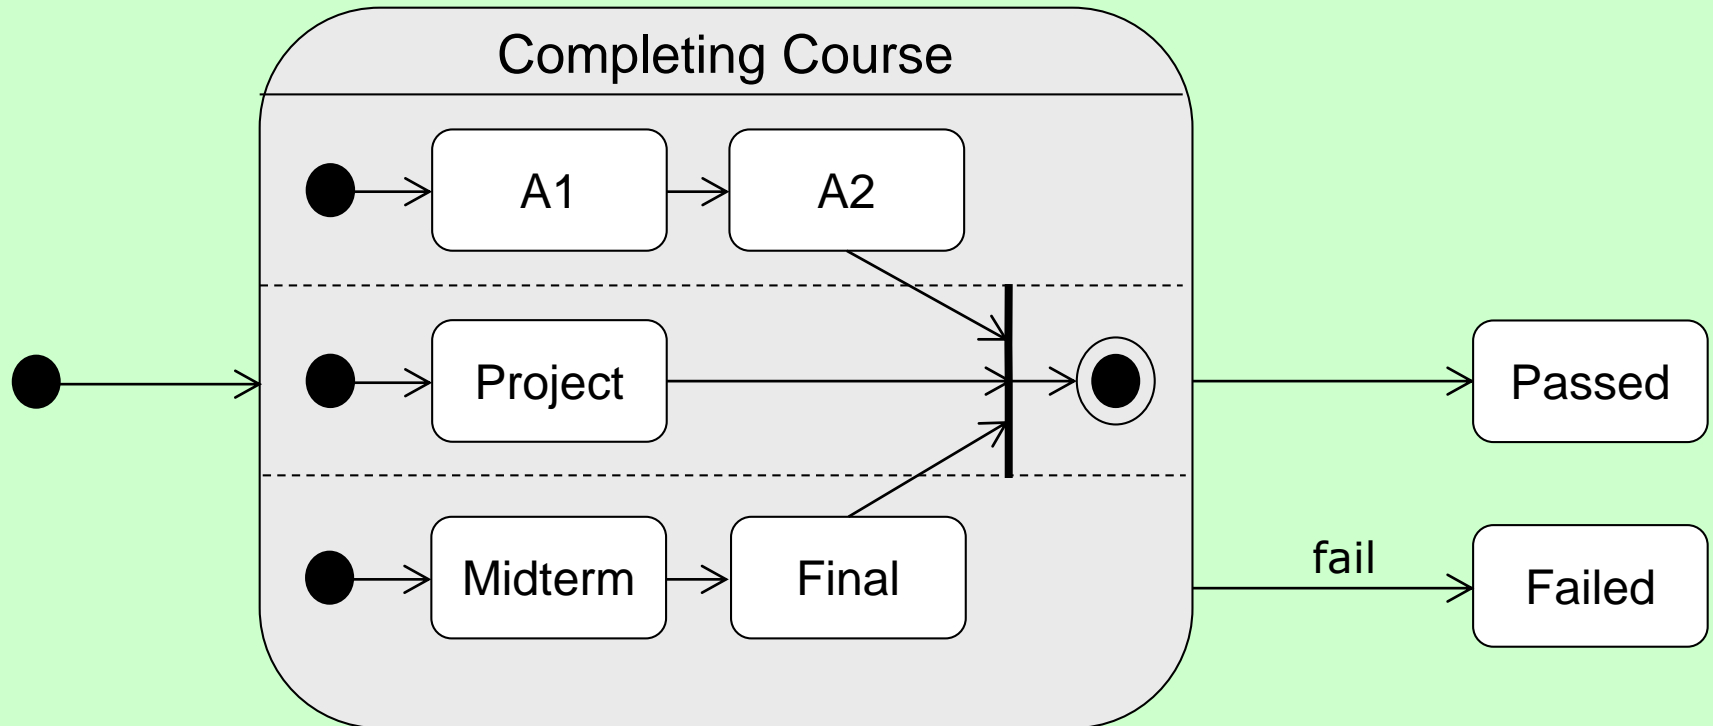 Completing Course
A1
A2
Project
Passed
Midterm
Final
fail
Failed